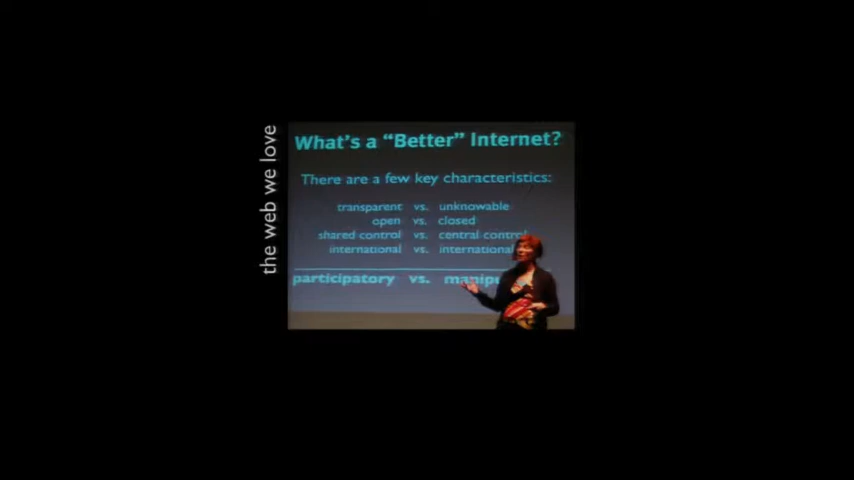 the web we love
What's a “Better” Internet?
There are a few key characteristics:
transparent vs. unknowable
open vs. closed
shared control vs. central control
international vs. international
participatory vs.